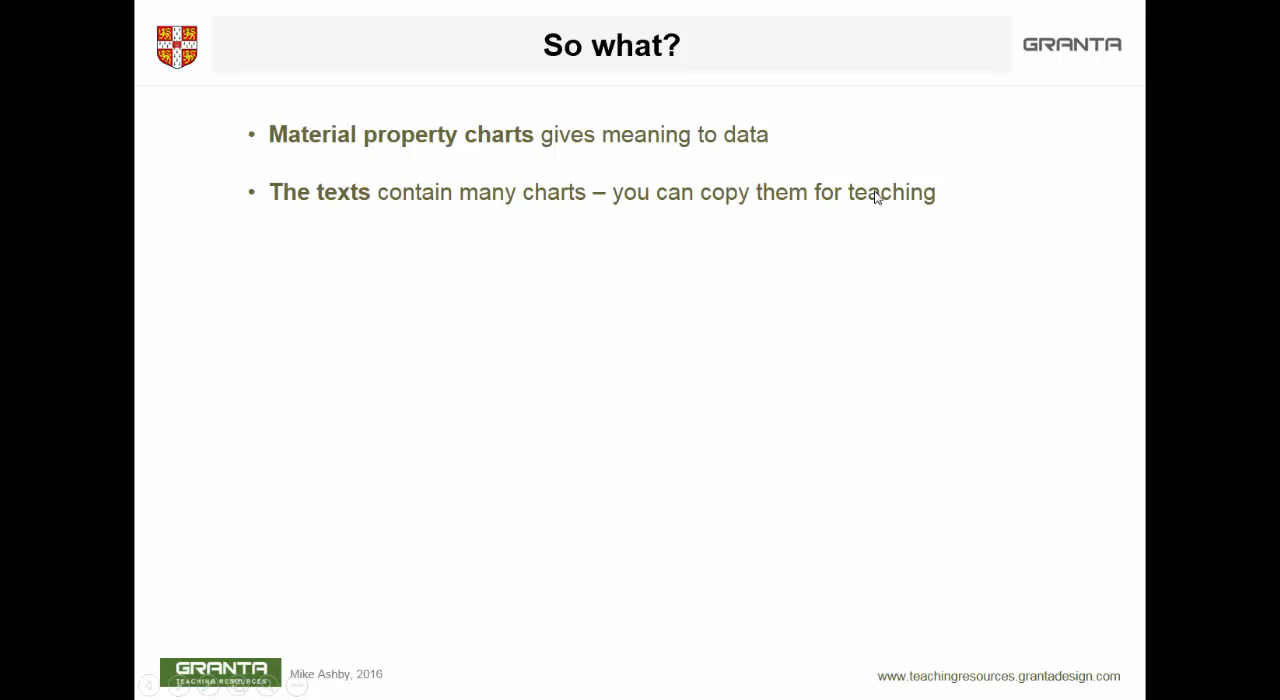 So what?
GRANTA
• Material property charts gives meaning to data
• The texts contain many charts – you can copy them for teaching
GRANTA
TEACHING RESOURCES
Mike Ashby, 2016
www.teachingresources.grantadesign.com